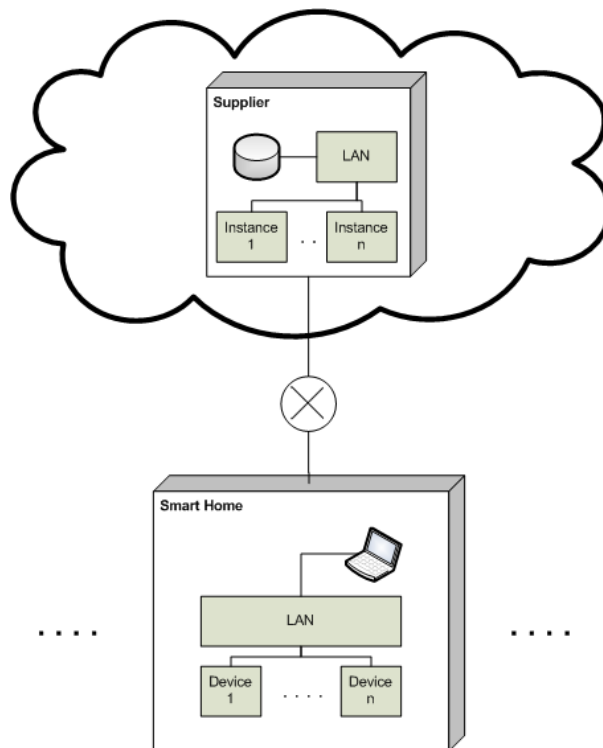 Supplier
LAN
Instance
1
. .
Instance
n
Smart Home
LAN
. . . .
. . . .
Device
1
. . . .
Device
n